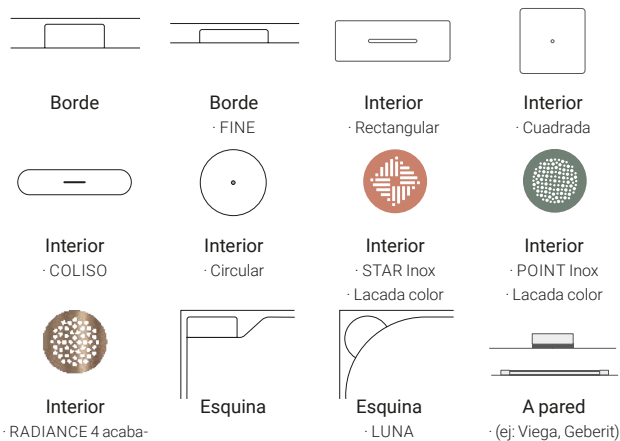 Borde
Borde
· FINE
Interior
· Rectangular
Interior
· Cuadrada
Interior
· COLISO
Interior
· Circular
Interior
· STAR Inox
· Lacada color
Interior
· POINT Inox
· Lacada color
Interior
· RADIANCE 4 acaba-
Esquina
Esquina
· LUNA
A pared
· (ej: Viega, Geberit)